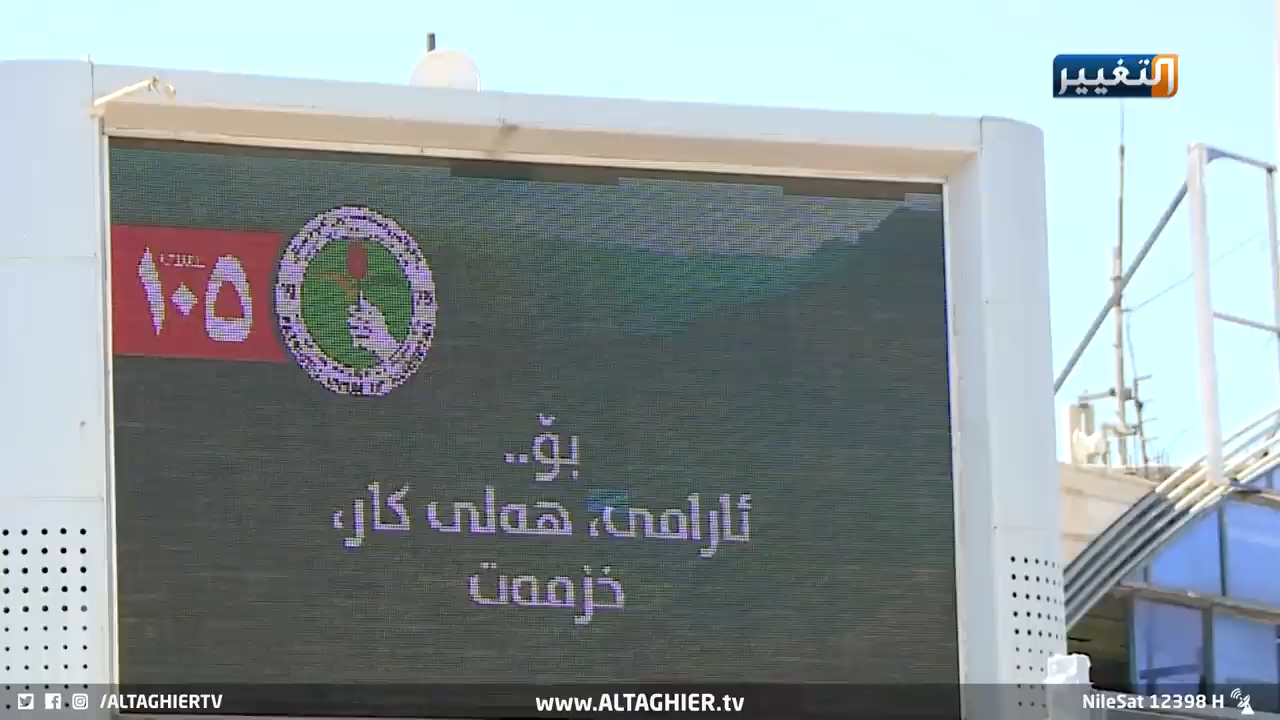 التغيير
١٠٥
بۆ..
ئارامی، هەلی کار،
خزمەت
/ALTAGHIERTV
www.ALTAGHIER.tv
NileSat 12398 H